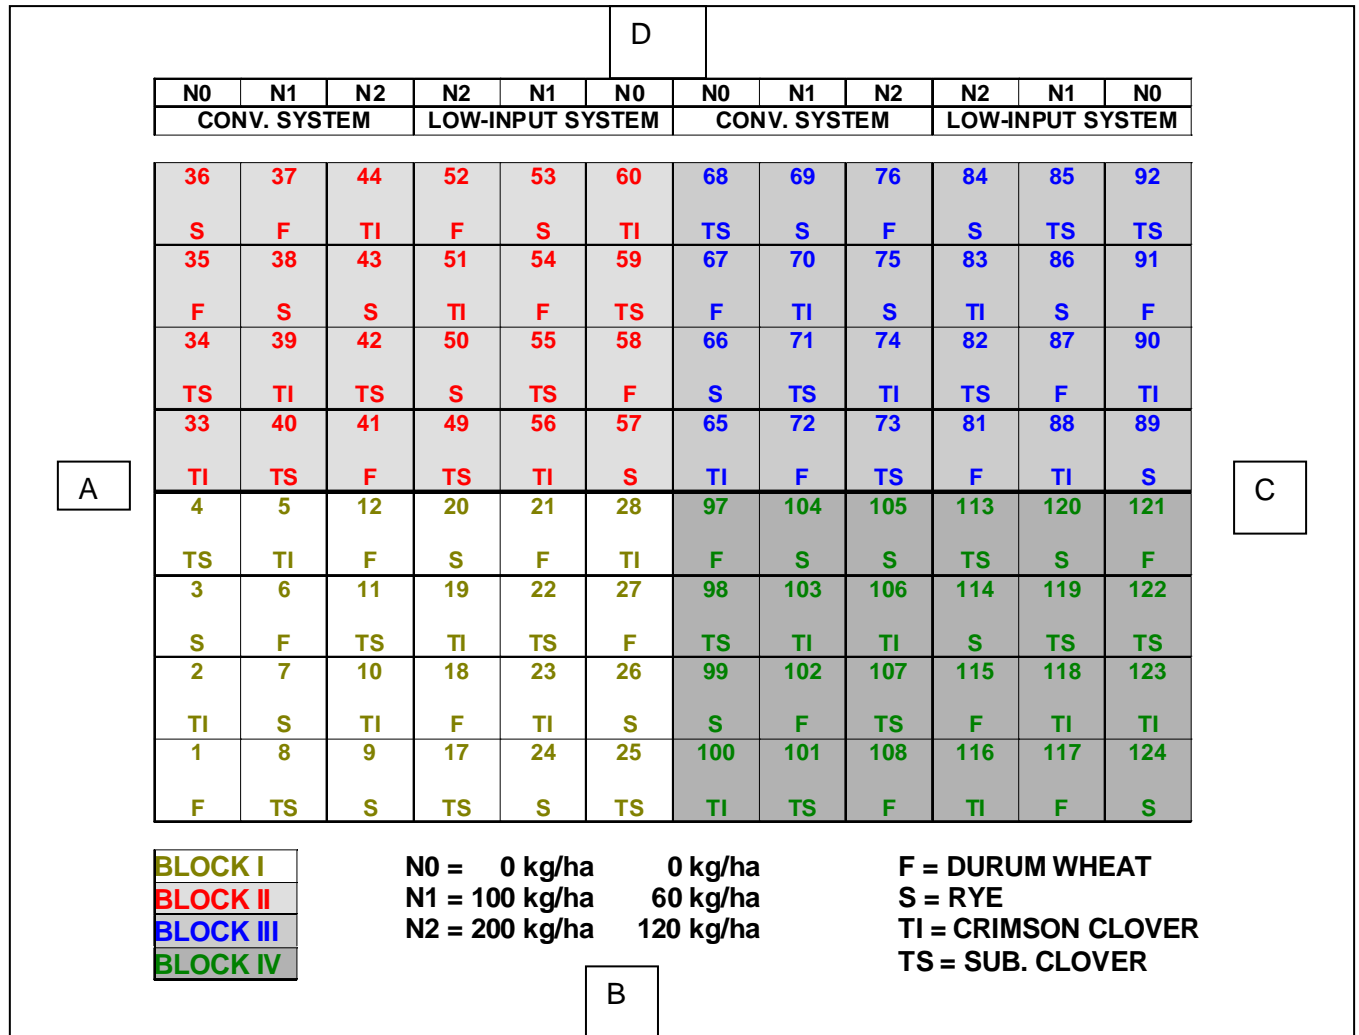 D
N0 N1 N2 N2 N1 N0 N0 N1 N2 N2 N1 N0
CONV. SYSTEM LOW-INPUT SYSTEM CONV. SYSTEM LOW-INPUT SYSTEM
36 37 44 52 53 60 68 69 76 84 85 92
S F TI F S TI TS S F S TS TS
35 38 43 51 54 59 67 70 75 83 86 91
F S S TI F TS F TI S TI S F
34 39 42 50 55 58 66 71 74 82 87 90
TS TI TS S TS F S TS TI TS F TI
33 40 41 49 56 57 65 72 73 81 88 89
TI TS F TS TI S TI F TS F TI S
A
C
4 5 12 20 21 28 97 104 105 113 120 121
TS TI F S F TI F S S TS S F
3 6 11 19 22 27 98 103 106 114 119 122
S F TS TI TS F TS TI TI S TS TS
2 7 10 18 23 26 99 102 107 115 118 123
TI S TI F TI S S F TS F TI TI
1 8 9 17 24 25 100 101 108 116 117 124
F TS S TS S TS TI TS F TI F S
BLOCK I N0 = 0 kg/ha 0 kg/ha F = DURUM WHEAT
BLOCK II N1 = 100 kg/ha 60 kg/ha S = RYE
BLOCK III N2 = 200 kg/ha 120 kg/ha TI = CRIMSON CLOVER
BLOCK IV TS = SUB. CLOVER
B